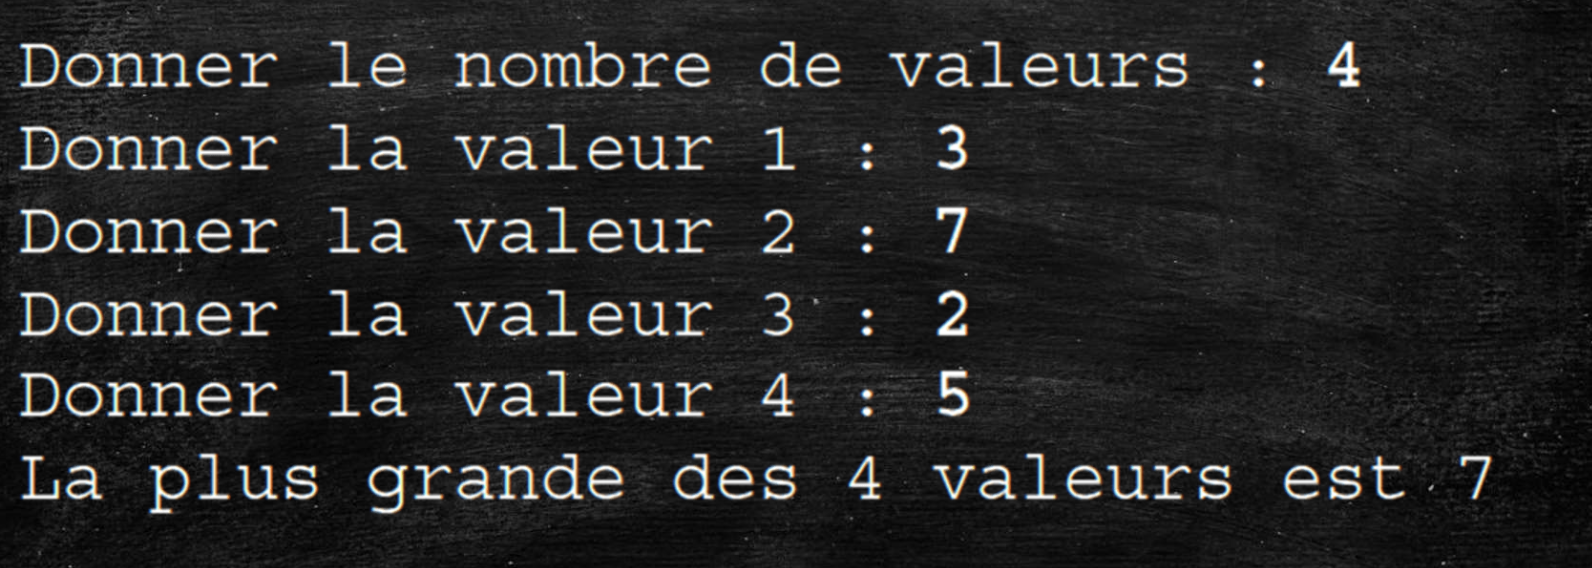 Donner le nombre de valeurs : 4
Donner la valeur 1 : 3
Donner la valeur 2 : 7
Donner la valeur 3 : 2
Donner la valeur 4 : 5
La plus grande des 4 valeurs est 7